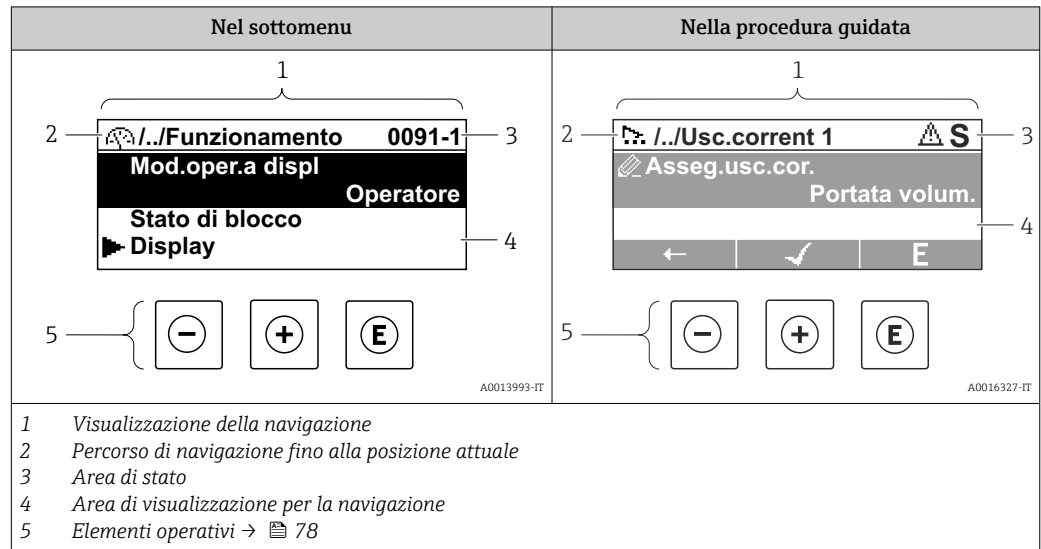 Nel sottomenu
Nella procedura guidata
1
2
/../Funzionamento 0091-1
3
Mod.oper.a displ
Operatore
Stato di blocco
Display
4
5
E
A0013993-IT
1
2
/../Usc.corrent 1 S
3
Asseg.usc.cor.
Portata volum.
4
← ✓ E
5
E
A0016327-IT
1 Visualizzazione della navigazione
2 Percorso di navigazione fino alla posizione attuale
3 Area di stato
4 Area di visualizzazione per la navigazione
5 Elementi operativi → 78